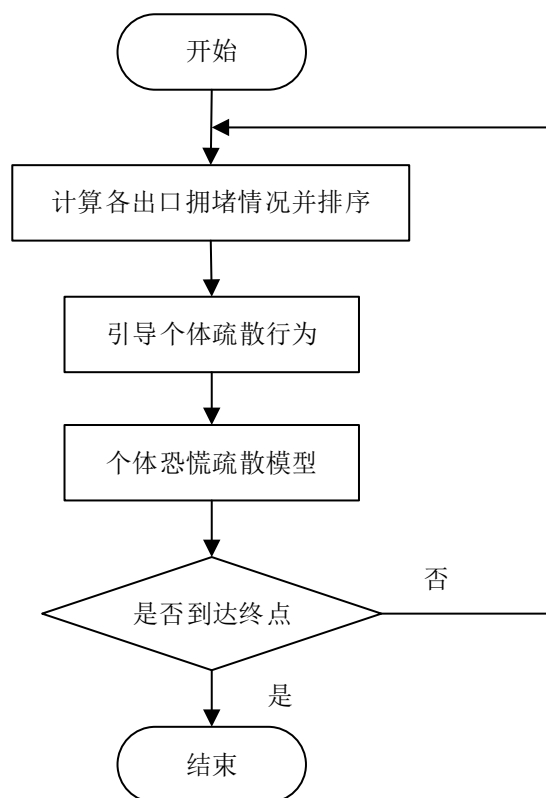 开始
计算各出口拥堵情况并排序
引导个体疏散行为
个体恐慌疏散模型
是否到达终点
否
是
结束